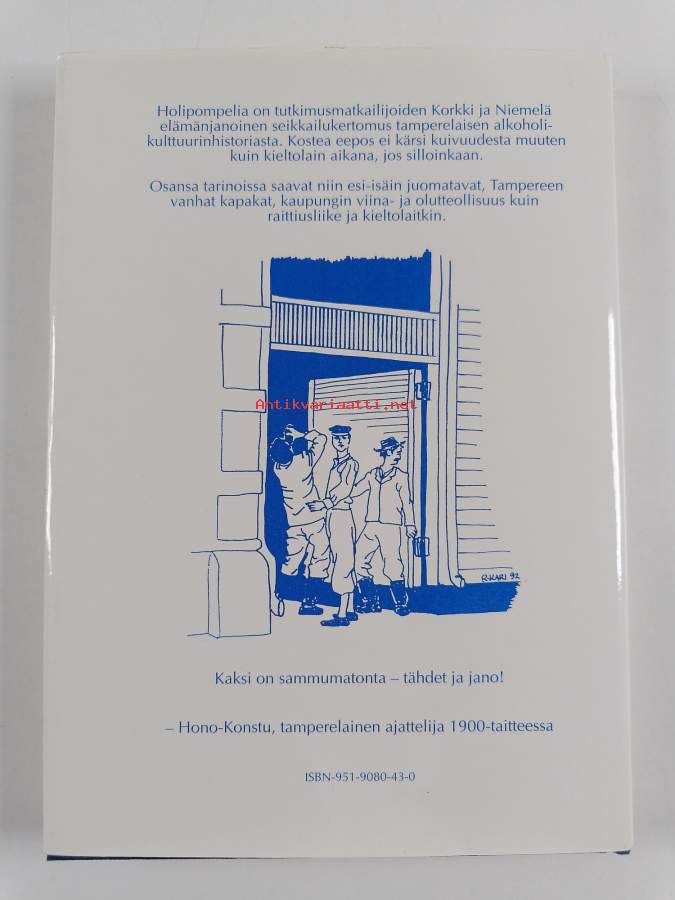 Holipompelia on tutkimusmatkailijoiden Korkki ja Niemelä
elämänjanoinen seikkailukertomus tamperelaisen alkoholi-
kulttuurinhistoriasta. Kostea eepos ei kärsi kuivuudesta muuten
kuin kieltolain aikana, jos silloinkaan.
Osansa tarinoissa saavat niin esi-isäin juomatavat, Tampereen
vanhat kapakat, kaupungin viina- ja olutteollisuus kuin
raittiusliike ja kieltolaitkin.
Antikvariaatti.net
R.KARI 92
Kaksi on sammumatonta – tähdet ja jano!
– Hono-Konstu, tamperelainen ajattelija 1900-taitteessa
ISBN-951-9080-43-0